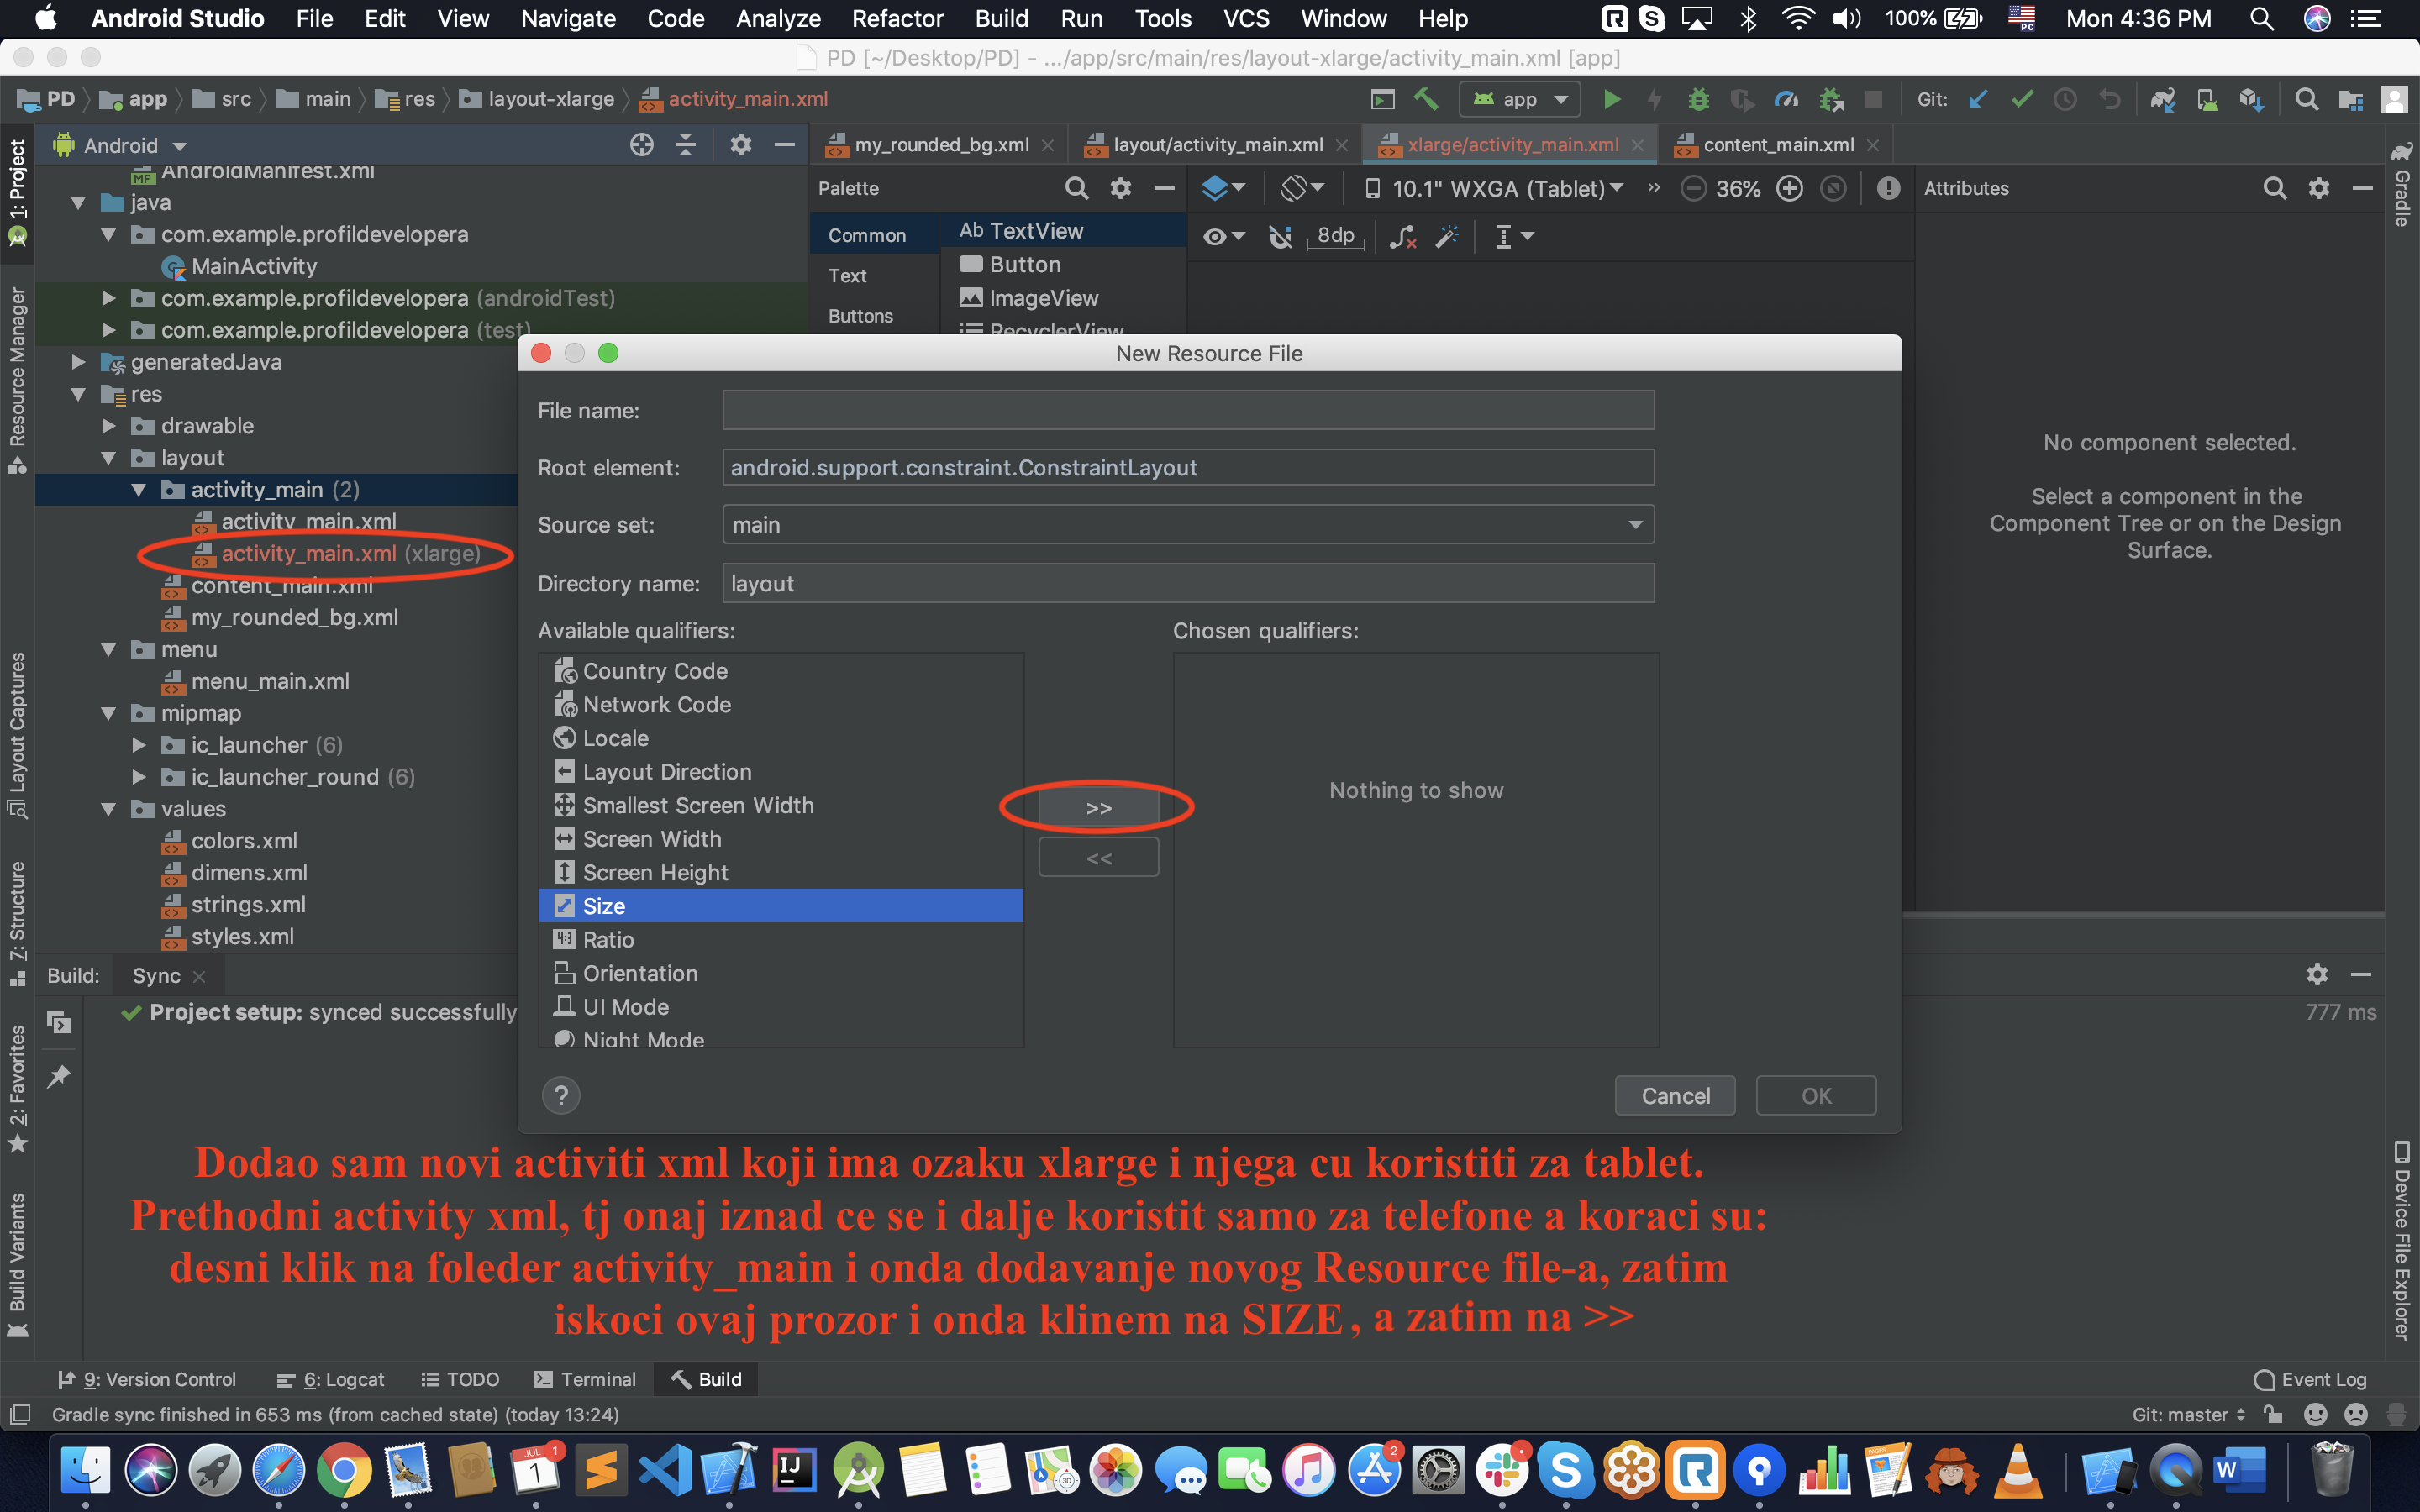 Android Studio File Edit View Navigate Code Analyze Refactor Build Run Tools VCS Window Help 100% PC Mon 4:36 PM
PD [~/Desktop/PD] - .../app/src/main/res/layout-xlarge/activity_main.xml [app]
PD app src main res layout-xlarge activity_main.xml app Git:
Android my_rounded_bg.xml layout/activity_main.xml xlarge/activity_main.xml content_main.xml
1: Project
Resource Manager
Layout Captures
7: Structure
2: Favorites
Build Variants
MF AndroidManifest.xml
java
com.example.profildevelopera
MainActivity
com.example.profildevelopera (androidTest)
com.example.profildevelopera (test)
generatedJava
res
drawable
layout
activity_main (2)
activity_main.xml
activity_main.xml (xlarge)
content_main.xml
my_rounded_bg.xml
menu
menu_main.xml
mipmap
ic_launcher (6)
ic_launcher_round (6)
values
colors.xml
dimens.xml
strings.xml
styles.xml
Palette
Common
Text
Buttons
Ab TextView
Button
ImageView
RecyclerView
10.1" WXGA (Tablet) » 36%
8dp
Attributes
No component selected.
Select a component in the
Component Tree or on the Design
Surface.
Gradle
Device File Explorer
New Resource File
File name:
Root element: android.support.constraint.ConstraintLayout
Source set: main
Directory name: layout
Available qualifiers: Chosen qualifiers:
Country Code
Network Code
Locale
Layout Direction
Smallest Screen Width
Screen Width
Screen Height
Size
Ratio
Orientation
UI Mode
Night Mode
>>
<<
Nothing to show
? Cancel OK
Build: Sync
Project setup: synced successfully 777 ms
Dodao sam novi activiti xml koji ima ozaku xlarge i njega cu koristiti za tablet.
Prethodni activity xml, tj onaj iznad ce se i dalje koristit samo za telefone a koraci su:
desni klik na foleder activity_main i onda dodavanje novog Resource file-a, zatim
iskoci ovaj prozor i onda klinem na SIZE, a zatim na >>
9: Version Control 6: Logcat TODO Terminal Build Event Log
Gradle sync finished in 653 ms (from cached state) (today 13:24) Git: master
JUL 1 1 IJ 3D 2 S W